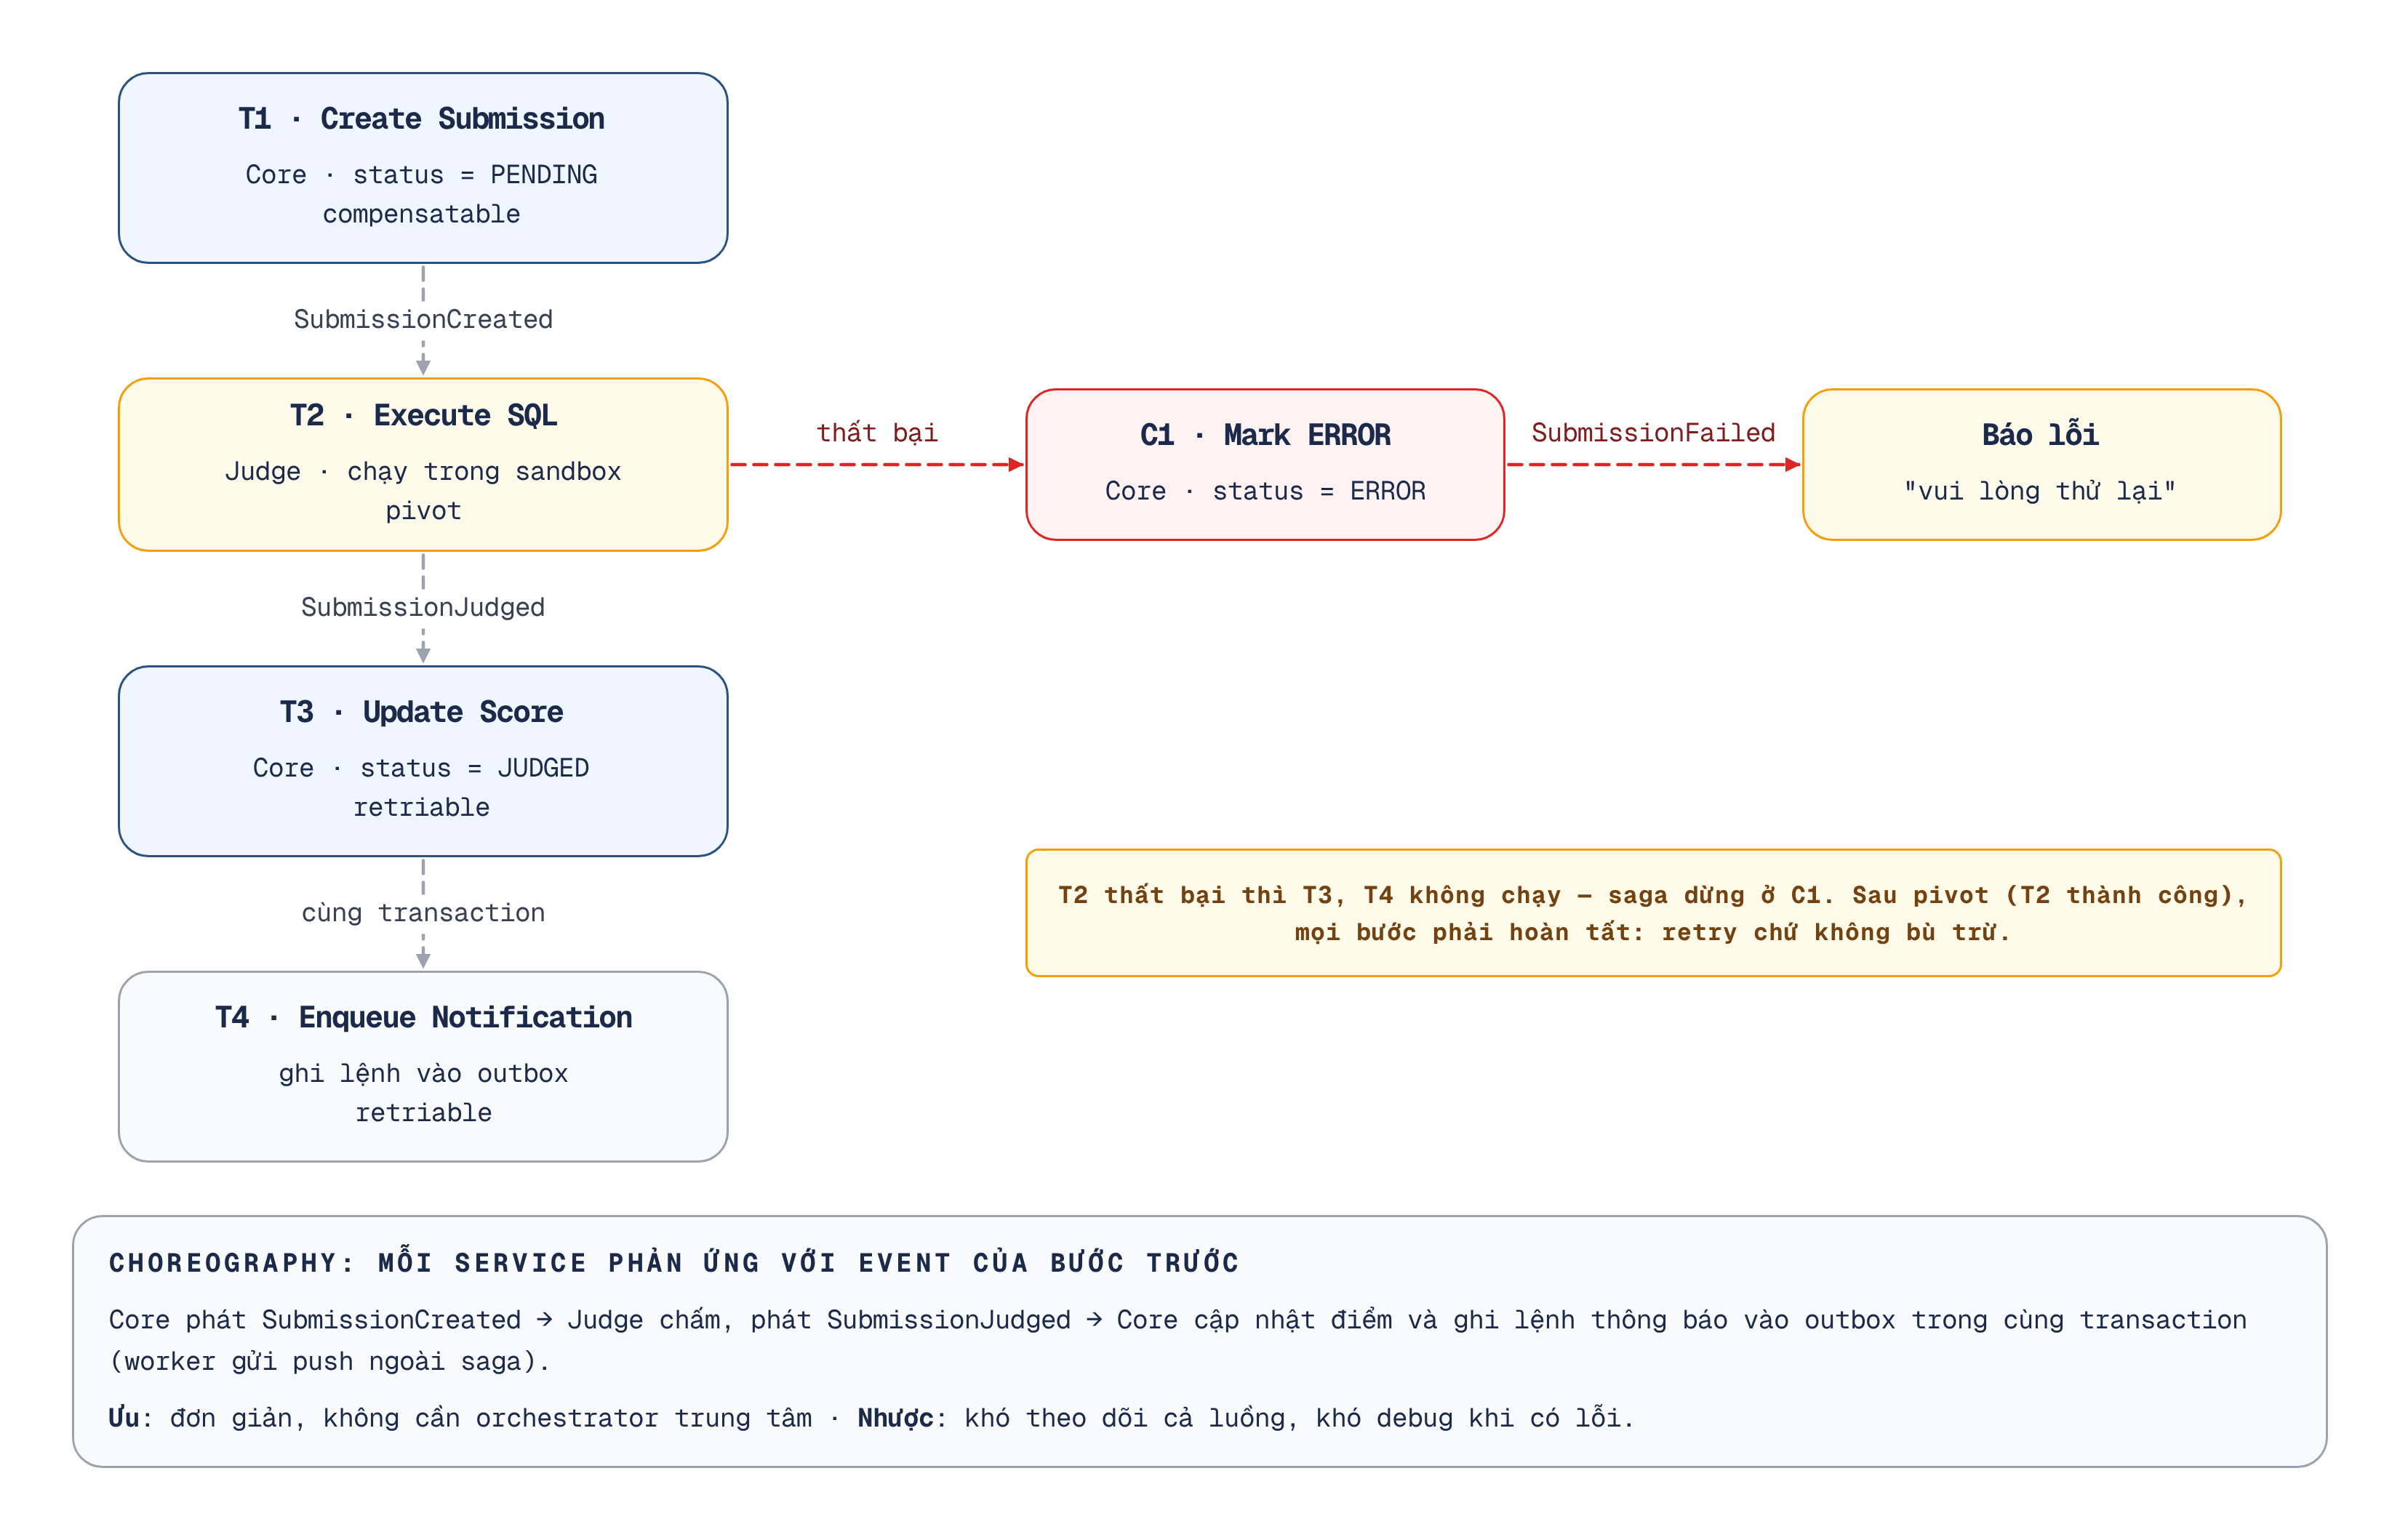 T1 · Create Submission
Core · status = PENDING
compensatable
SubmissionCreated
T2 · Execute SQL
Judge · chạy trong sandbox
pivot
thất bại
C1 · Mark ERROR
Core · status = ERROR
SubmissionFailed
Báo lỗi
"vui lòng thử lại"
SubmissionJudged
T3 · Update Score
Core · status = JUDGED
retriable
T2 thất bại thì T3, T4 không chạy — saga dừng ở C1. Sau pivot (T2 thành công),
mọi bước phải hoàn tất: retry chứ không bù trừ.
cùng transaction
T4 · Enqueue Notification
ghi lệnh vào outbox
retriable
CHOREOGRAPHY: MỖI SERVICE PHẢN ỨNG VỚI EVENT CỦA BƯỚC TRƯỚC
Core phát SubmissionCreated → Judge chấm, phát SubmissionJudged → Core cập nhật điểm và ghi lệnh thông báo vào outbox trong cùng transaction
(worker gửi push ngoài saga).
Ưu: đơn giản, không cần orchestrator trung tâm · Nhược: khó theo dõi cả luồng, khó debug khi có lỗi.